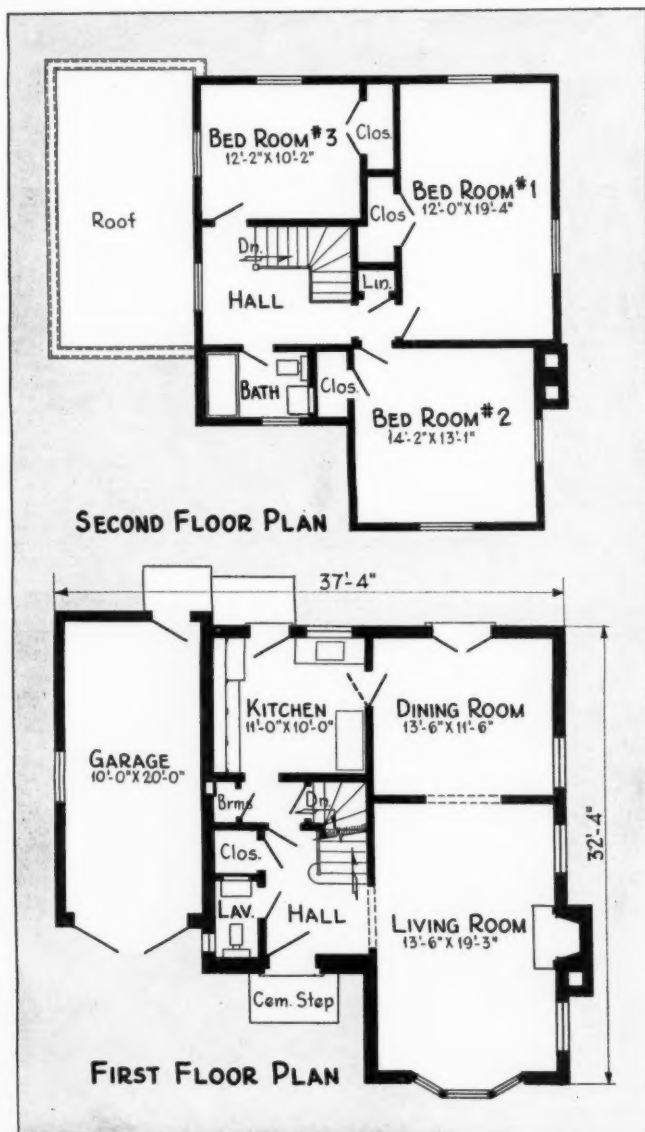 BED ROOM #3
12'-2" X 10'-2"
Clos.
BED ROOM #1
12'-0" X 19'-4"
Clos
Roof
Dn.
Lin.
HALL
BATH
Clos.
BED ROOM #2
14'-2" X 13'-1"
SECOND FLOOR PLAN
37'-4"
KITCHEN
11'-0" X 10'-0"
DINING ROOM
13'-6" X 11'-6"
GARAGE
10'-0" X 20'-0"
Brms
Dn.
Clos.
32'-4"
LAV.
HALL
LIVING ROOM
13'-6" X 19'-3"
Cem. Step
FIRST FLOOR PLAN